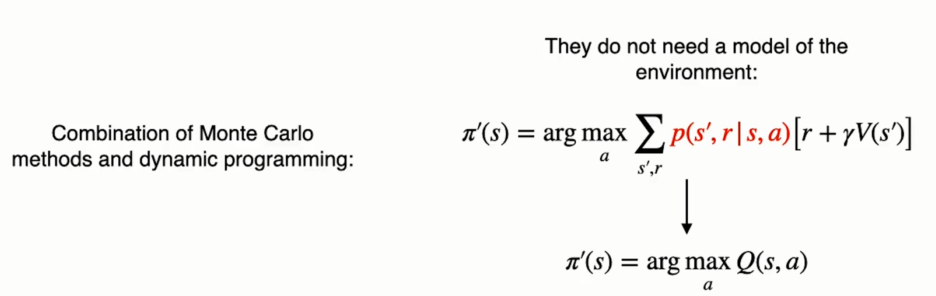 They do not need a model of the
environment:
Combination of Monte Carlo
methods and dynamic programming:
π′(s) = arg max_a ∑_{s′,r} p(s′, r | s, a)[r + γV(s′)]
π′(s) = arg max_a Q(s, a)